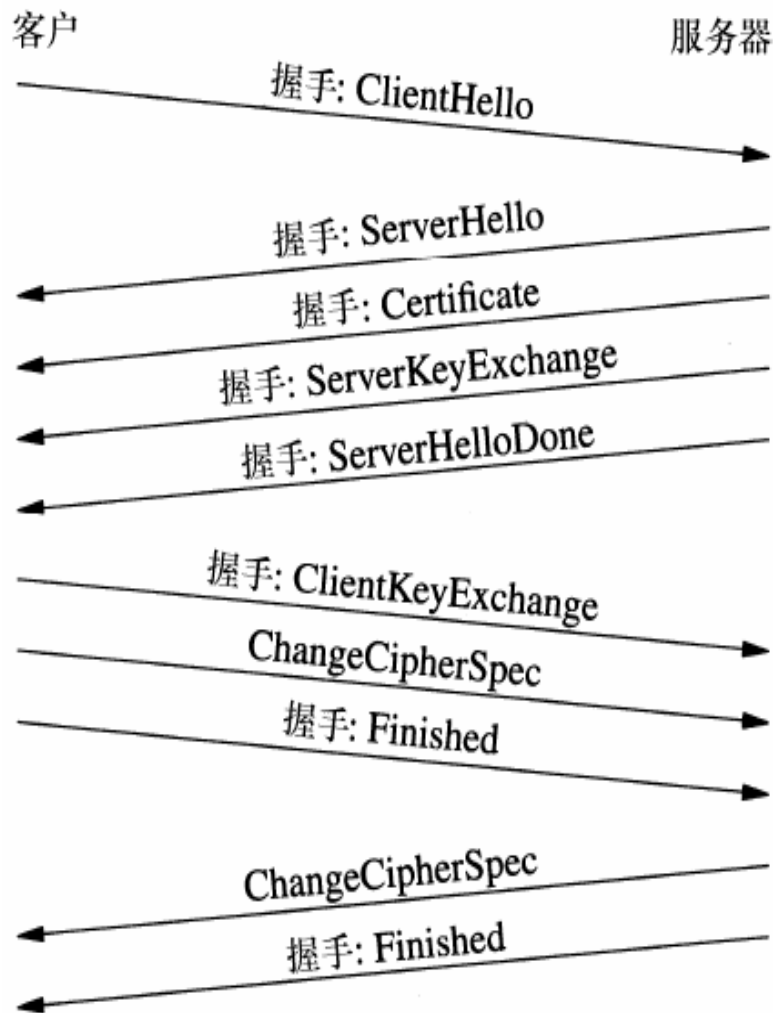 客户
服务器
握手: ClientHello
握手: ServerHello
握手: Certificate
握手: ServerKeyExchange
握手: ServerHelloDone
握手: ClientKeyExchange
ChangeCipherSpec
握手: Finished
ChangeCipherSpec
握手: Finished